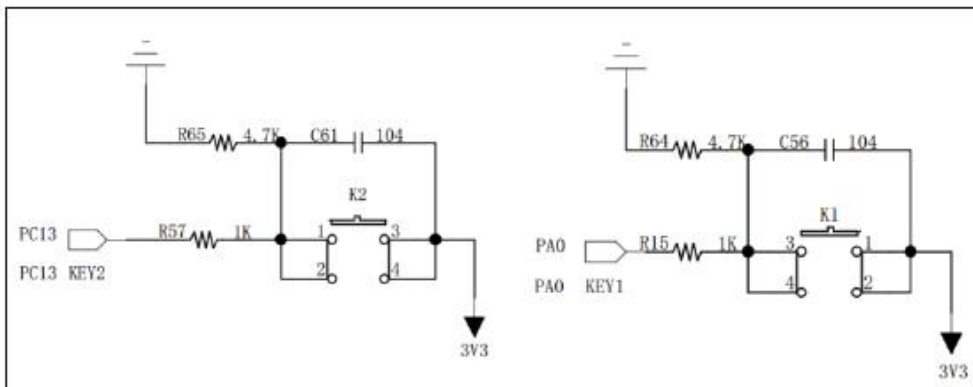 R65 4.7K C61 104
K2
PC13 R57 1K 1 3
PC13 KEY2 2 4
3V3
R64 4.7K C56 104
K1
PA0 R15 1K 3 1
PA0 KEY1 4 2
3V3